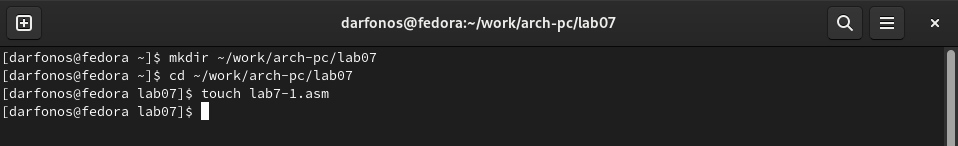 darfonos@fedora:~/work/arch-pc/lab07
[darfonos@fedora ~]$ mkdir ~/work/arch-pc/lab07
[darfonos@fedora ~]$ cd ~/work/arch-pc/lab07
[darfonos@fedora lab07]$ touch lab7-1.asm
[darfonos@fedora lab07]$